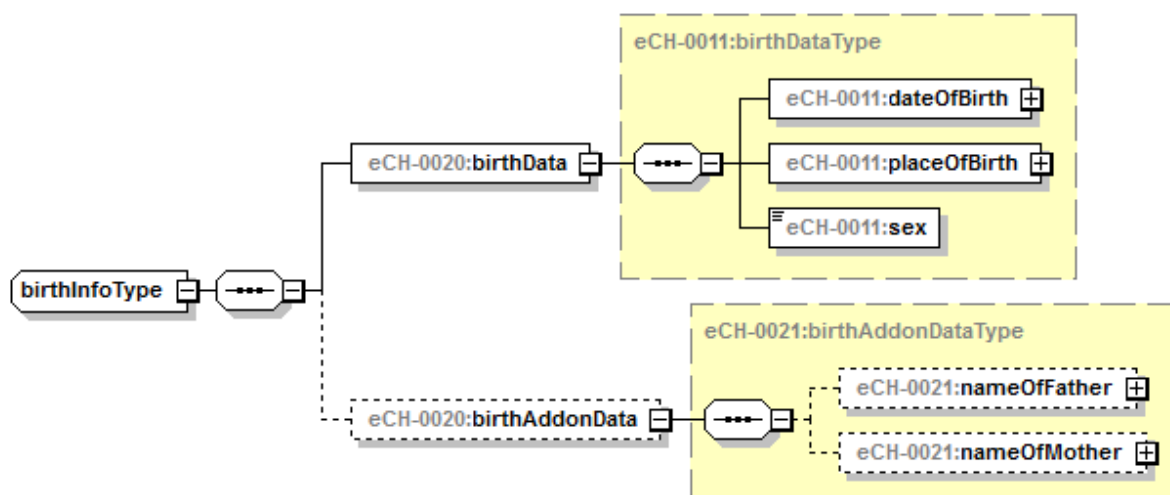 eCH-0011:birthDataType
eCH-0011:dateOfBirth
eCH-0020:birthData
eCH-0011:placeOfBirth
eCH-0011:sex
birthInfoType
eCH-0021:birthAddonDataType
eCH-0021:nameOfFather
eCH-0020:birthAddonData
eCH-0021:nameOfMother